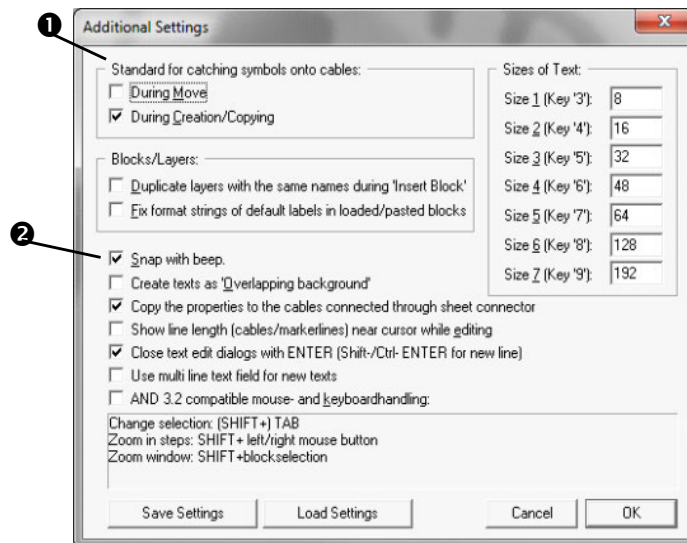 ❶
Additional Settings
x
Standard for catching symbols onto cables:
During Move
During Creation/Copying
Blocks/Layers:
Duplicate layers with the same names during 'Insert Block'
Fix format strings of default labels in loaded/pasted blocks
Sizes of Text:
Size 1 (Key '3'): 8
Size 2 (Key '4'): 16
Size 3 (Key '5'): 32
Size 4 (Key '6'): 48
Size 5 (Key '7'): 64
Size 6 (Key '8'): 128
Size 7 (Key '9'): 192
❷
Snap with beep.
Create texts as 'Overlapping background'
Copy the properties to the cables connected through sheet connector
Show line length (cables/markerlines) near cursor while editing
Close text edit dialogs with ENTER (Shift-/Ctrl- ENTER for new line)
Use multi line text field for new texts
AND 3.2 compatible mouse- and keyboardhandling:
Change selection: (SHIFT+) TAB
Zoom in steps: SHIFT+ left/right mouse button
Zoom window: SHIFT+blockselection
Save Settings
Load Settings
Cancel
OK